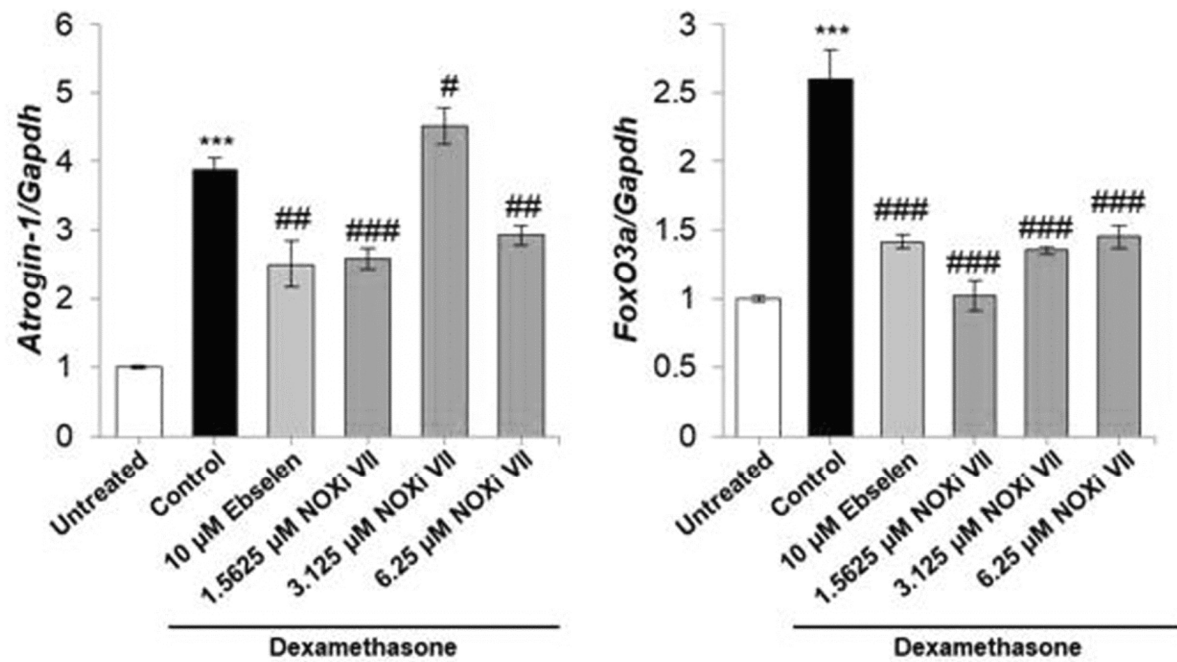 Atrogin-1/Gapdh
6
5
4
3
2
1
0
***
##
###
#
##
Untreated
Control
10 µM Ebselen
1.5625 µM NOXi VII
3.125 µM NOXi VII
6.25 µM NOXi VII
Dexamethasone
FoxO3a/Gapdh
3
2.5
2
1.5
1
0.5
0
***
###
###
###
###
Untreated
Control
10 µM Ebselen
1.5625 µM NOXi VII
3.125 µM NOXi VII
6.25 µM NOXi VII
Dexamethasone